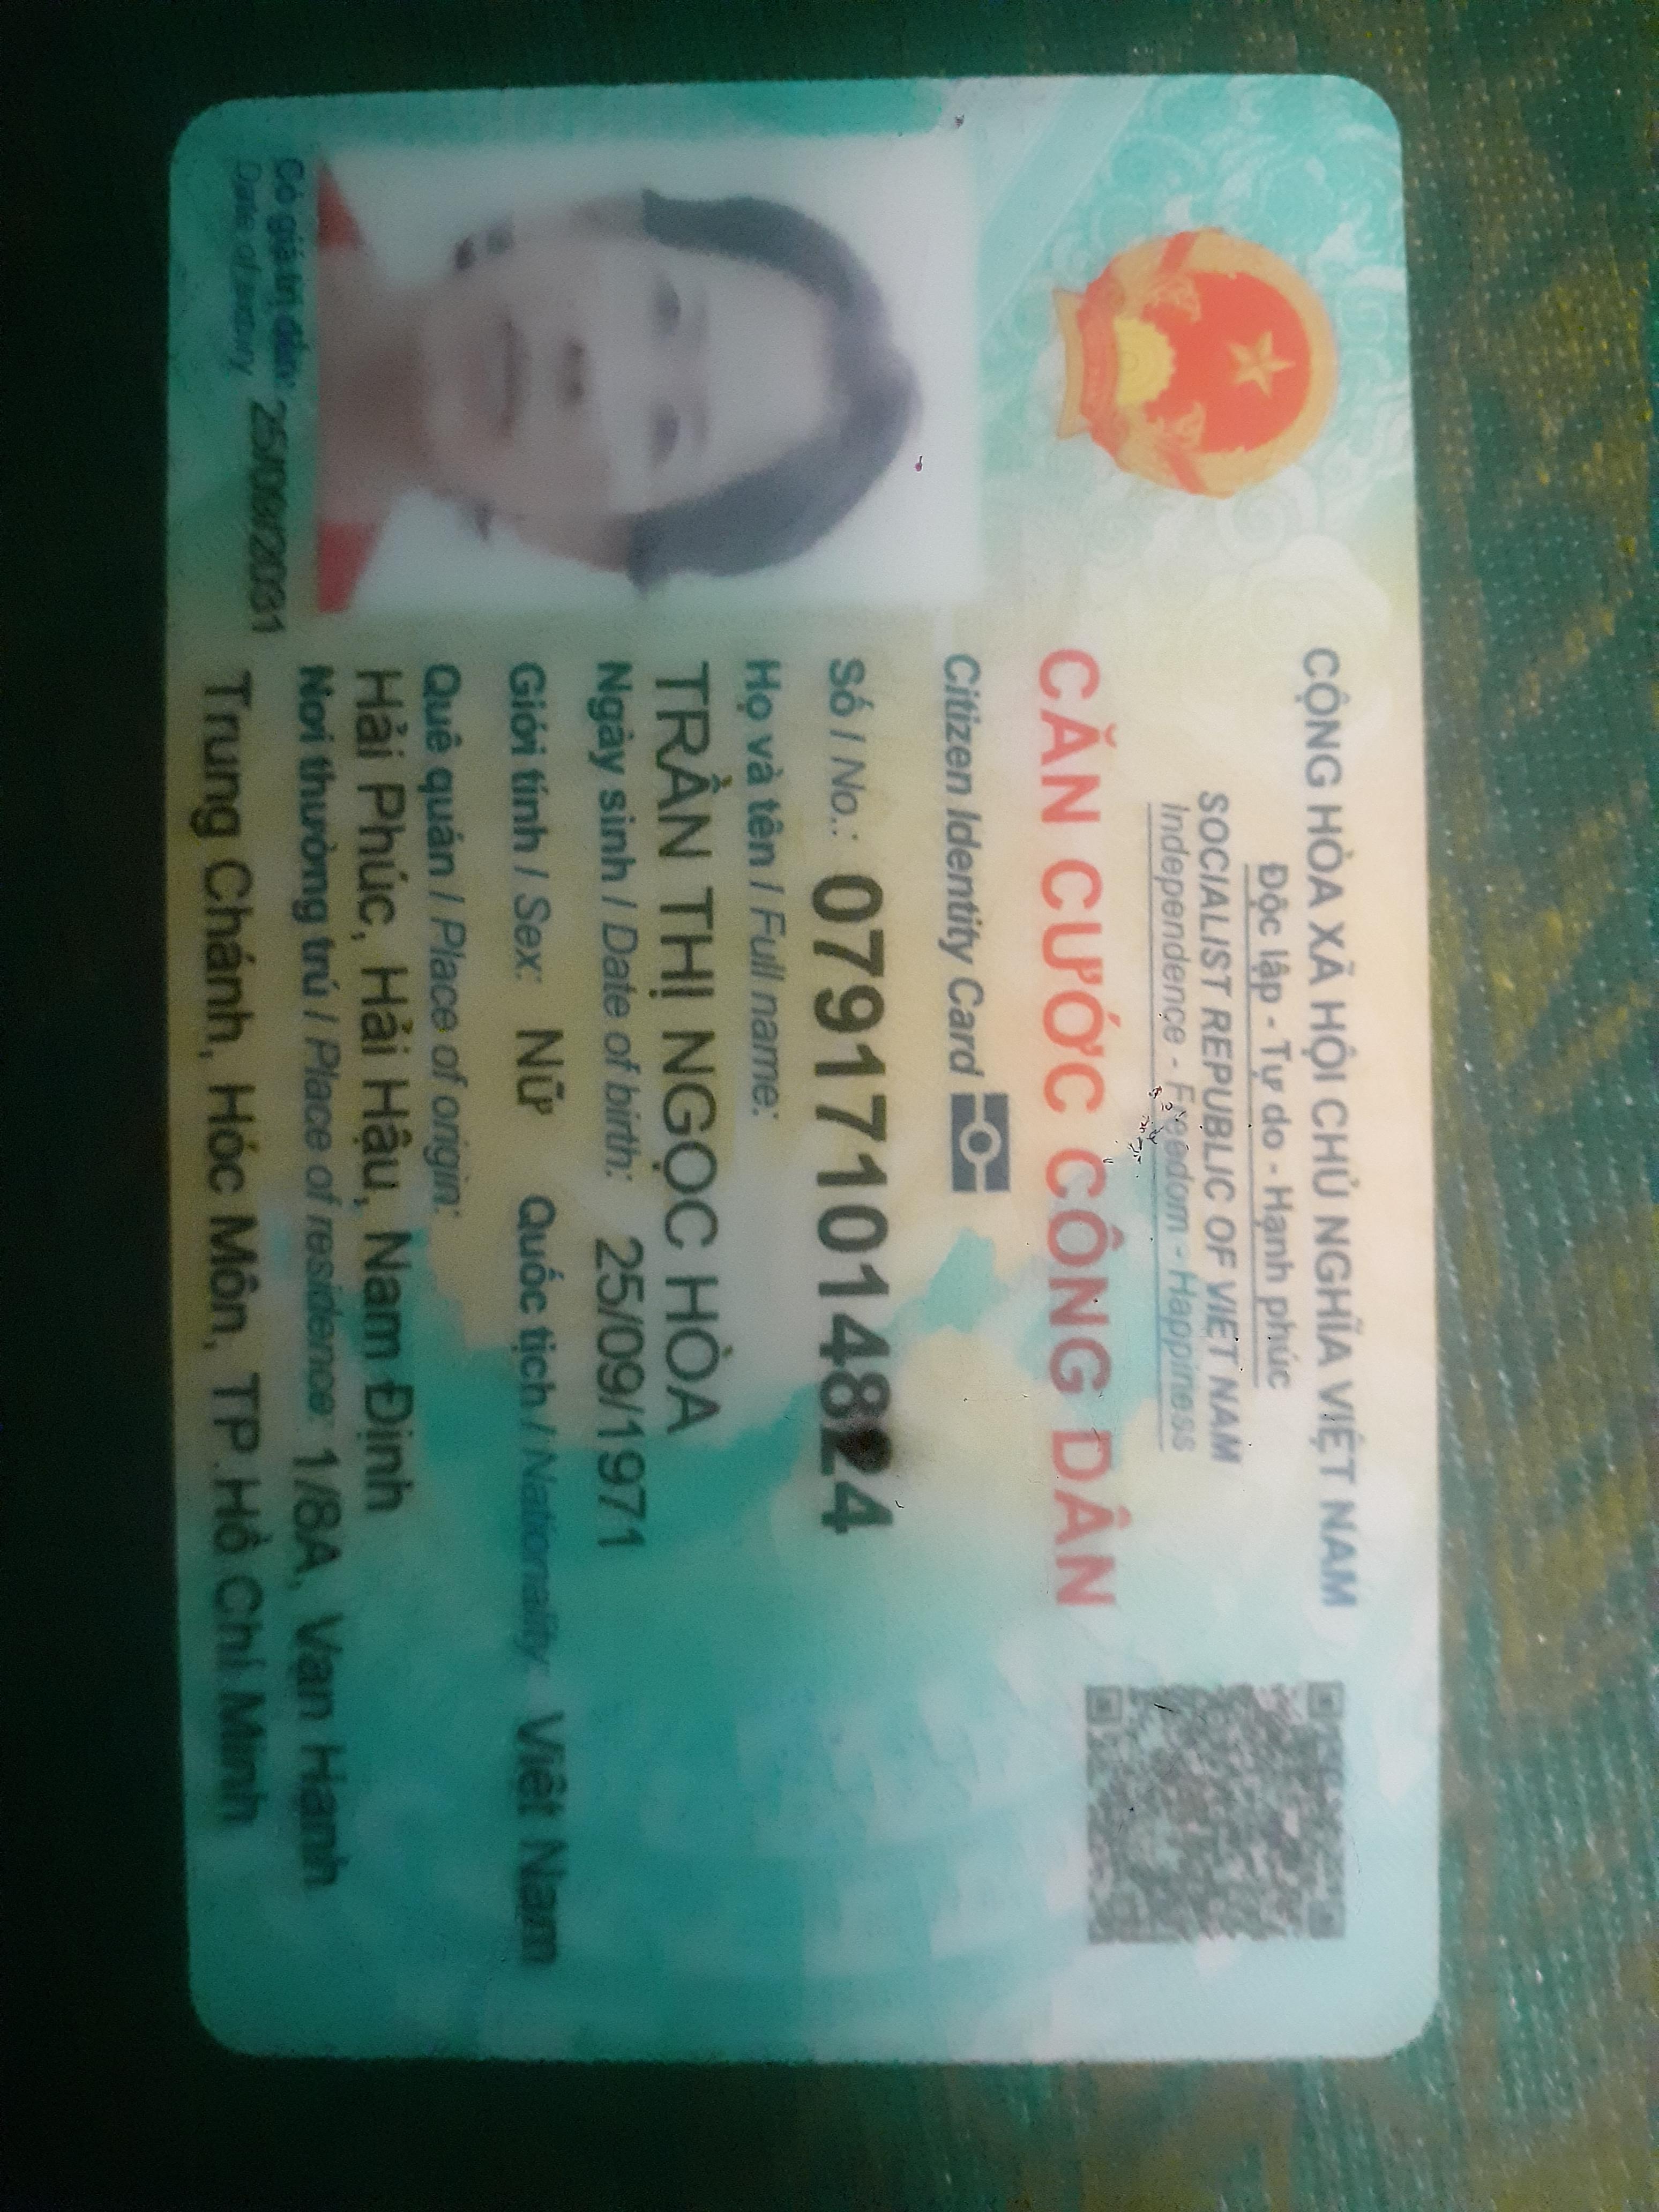 CỘNG HÒA XÃ HỘI CHỦ NGHĨA VIỆT NAM
Độc lập - Tự do - Hạnh phúc
SOCIALIST REPUBLIC OF VIET NAM
Independence - Freedom - Happiness
CĂN CƯỚC CÔNG DÂN
Citizen Identity Card
Số / No.: 079171014824
Họ và tên / Full name:
TRẦN THỊ NGỌC HÒA
Ngày sinh / Date of birth: 25/09/1971
Giới tính / Sex: Nữ Quốc tịch / Nationality: Việt Nam
Quê quán / Place of origin:
Hải Phúc, Hải Hậu, Nam Định
Nơi thường trú / Place of residence: 1/8A, Vạn Hạnh
Trung Chánh, Hóc Môn, TP.Hồ Chí Minh
Có giá trị đến: 25/09/2031
Date of expiry